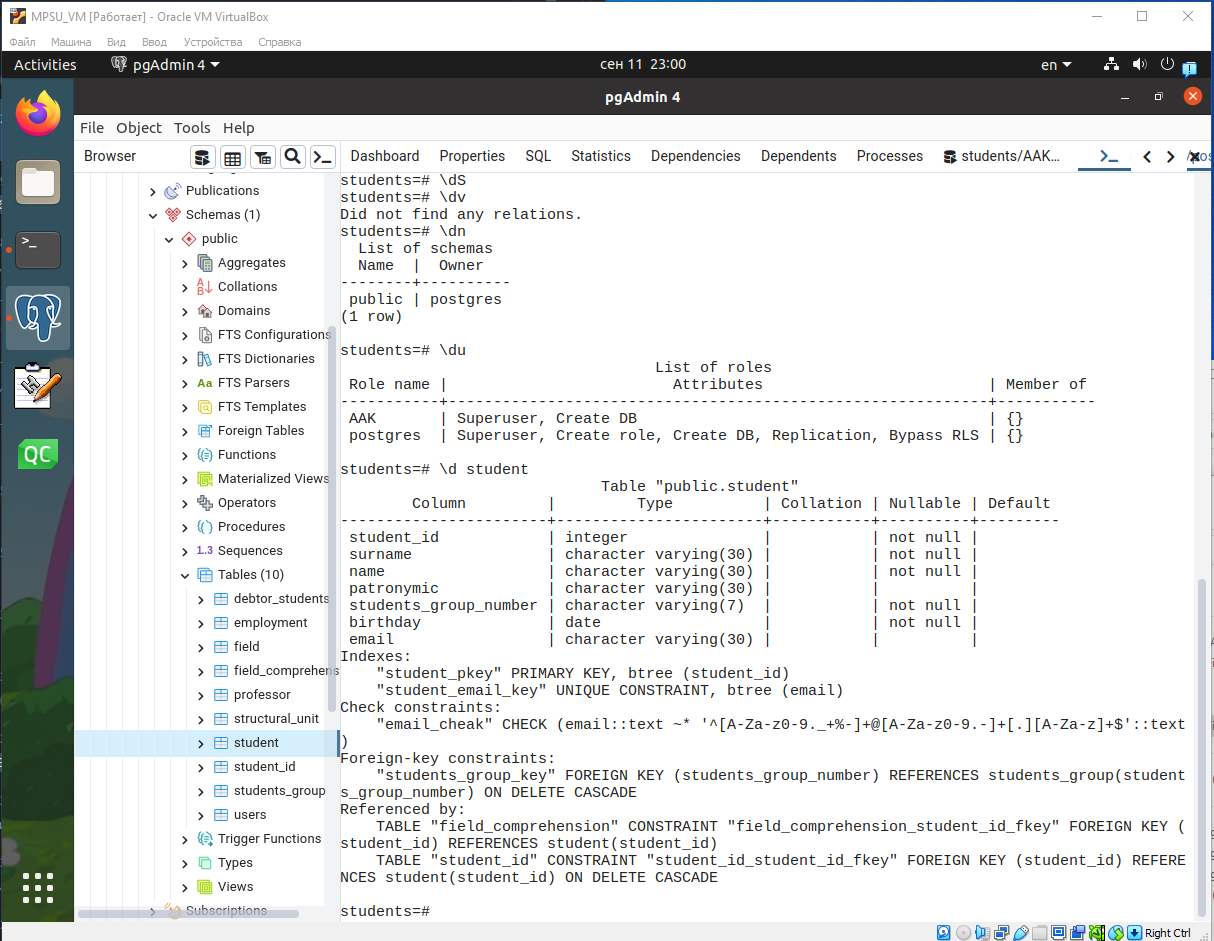 MPSU_VM [Работает] - Oracle VM VirtualBox
Файл Машина Вид Ввод Устройства Справка
Activities pgAdmin 4 сен 11 23:00 en
pgAdmin 4
File Object Tools Help
Browser Dashboard Properties SQL Statistics Dependencies Dependents Processes students/AAK...
Publications
Schemas (1)
public
Aggregates
Collations
Domains
FTS Configurations
FTS Dictionaries
Aa FTS Parsers
FTS Templates
Foreign Tables
Functions
Materialized Views
Operators
Procedures
1..3 Sequences
Tables (10)
debtor_students
employment
field
field_comprehens
professor
structural_unit
student
student_id
students_group
users
Trigger Functions
Types
Views
Subscriptions
QC
students=# \dS
students=# \dv
Did not find any relations.
students=# \dn
List of schemas
Name | Owner
--------+----------
public | postgres
(1 row)
students=# \du
List of roles
Role name | Attributes | Member of
-----------+------------------------------------------------------------+-----------
AAK | Superuser, Create DB | {}
postgres | Superuser, Create role, Create DB, Replication, Bypass RLS | {}
students=# \d student
Table "public.student"
Column | Type | Collation | Nullable | Default
-----------------------+-----------------------+-----------+----------+---------
student_id | integer | | not null |
surname | character varying(30) | | not null |
name | character varying(30) | | not null |
patronymic | character varying(30) | | |
students_group_number | character varying(7) | | not null |
birthday | date | | not null |
email | character varying(30) | | |
Indexes:
"student_pkey" PRIMARY KEY, btree (student_id)
"student_email_key" UNIQUE CONSTRAINT, btree (email)
Check constraints:
"email_cheak" CHECK (email::text ~* '^[A-Za-z0-9._+%-]+@[A-Za-z0-9.-]+[.][A-Za-z]+$'::text
)
Foreign-key constraints:
"students_group_key" FOREIGN KEY (students_group_number) REFERENCES students_group(student
s_group_number) ON DELETE CASCADE
Referenced by:
TABLE "field_comprehension" CONSTRAINT "field_comprehension_student_id_fkey" FOREIGN KEY (
student_id) REFERENCES student(student_id)
TABLE "student_id" CONSTRAINT "student_id_student_id_fkey" FOREIGN KEY (student_id) REFERE
NCES student(student_id) ON DELETE CASCADE
students=#
Right Ctrl